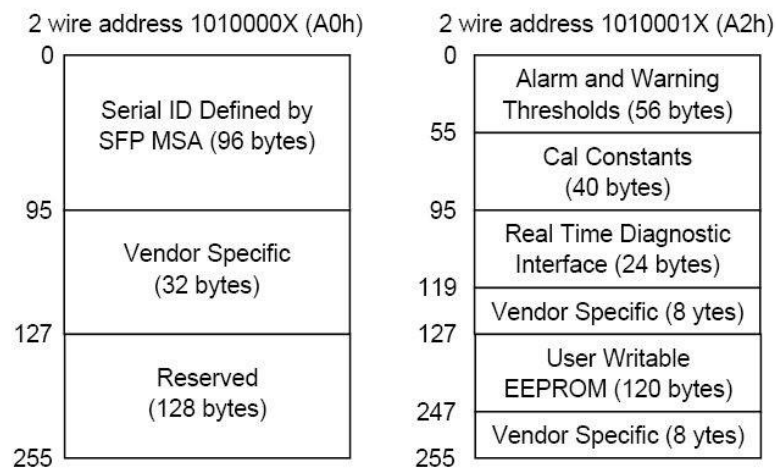 2 wire address 1010000X (A0h)
0
Serial ID Defined by
SFP MSA (96 bytes)
95
Vendor Specific
(32 bytes)
127
Reserved
(128 bytes)
255
2 wire address 1010001X (A2h)
0
Alarm and Warning
Thresholds (56 bytes)
55
Cal Constants
(40 bytes)
95
Real Time Diagnostic
Interface (24 bytes)
119
Vendor Specific (8 ytes)
127
User Writable
EEPROM (120 bytes)
247
Vendor Specific (8 ytes)
255